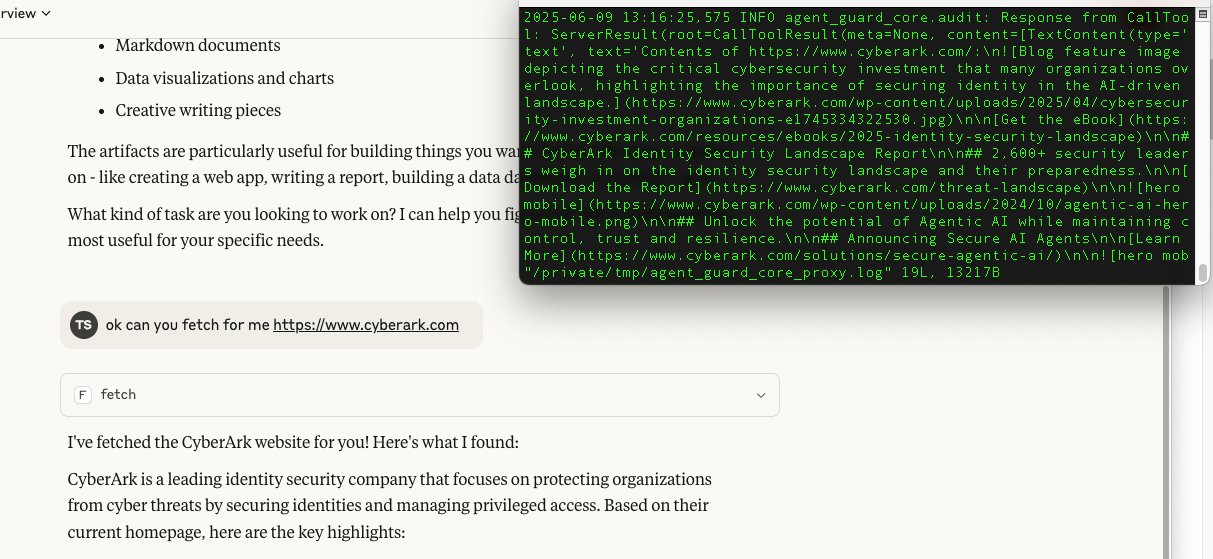 rview
Markdown documents
Data visualizations and charts
Creative writing pieces
The artifacts are particularly useful for building things you wan
on - like creating a web app, writing a report, building a data da
What kind of task are you looking to work on? I can help you fig
most useful for your specific needs.
TS ok can you fetch for me https://www.cyberark.com
F fetch
I've fetched the CyberArk website for you! Here's what I found:
CyberArk is a leading identity security company that focuses on protecting organizations
from cyber threats by securing identities and managing privileged access. Based on their
current homepage, here are the key highlights:
2025-06-09 13:16:25,575 INFO agent_guard_core.audit: Response from CallToo
l: ServerResult(root=CallToolResult(meta=None, content=[TextContent(type='
text', text='Contents of https://www.cyberark.com/:\n![Blog feature image
depicting the critical cybersecurity investment that many organizations ov
erlook, highlighting the importance of securing identity in the AI-driven
landscape.](https://www.cyberark.com/wp-content/uploads/2025/04/cybersecur
ity-investment-organizations-e1745334322530.jpg)\n\n[Get the eBook](https:
//www.cyberark.com/resources/ebooks/2025-identity-security-landscape)\n\n#
# CyberArk Identity Security Landscape Report\n\n## 2,600+ security leader
s weigh in on the identity security landscape and their preparedness.\n\n[
Download the Report](https://www.cyberark.com/threat-landscape)\n\n![hero
mobile](https://www.cyberark.com/wp-content/uploads/2024/10/agentic-ai-her
o-mobile.png)\n\n## Unlock the potential of Agentic AI while maintaining c
ontrol, trust and resilience.\n\n## Announcing Secure AI Agents\n\n[Learn
More](https://www.cyberark.com/solutions/secure-agentic-ai/)\n\n![hero mob
"/private/tmp/agent_guard_core_proxy.log" 19L, 13217B